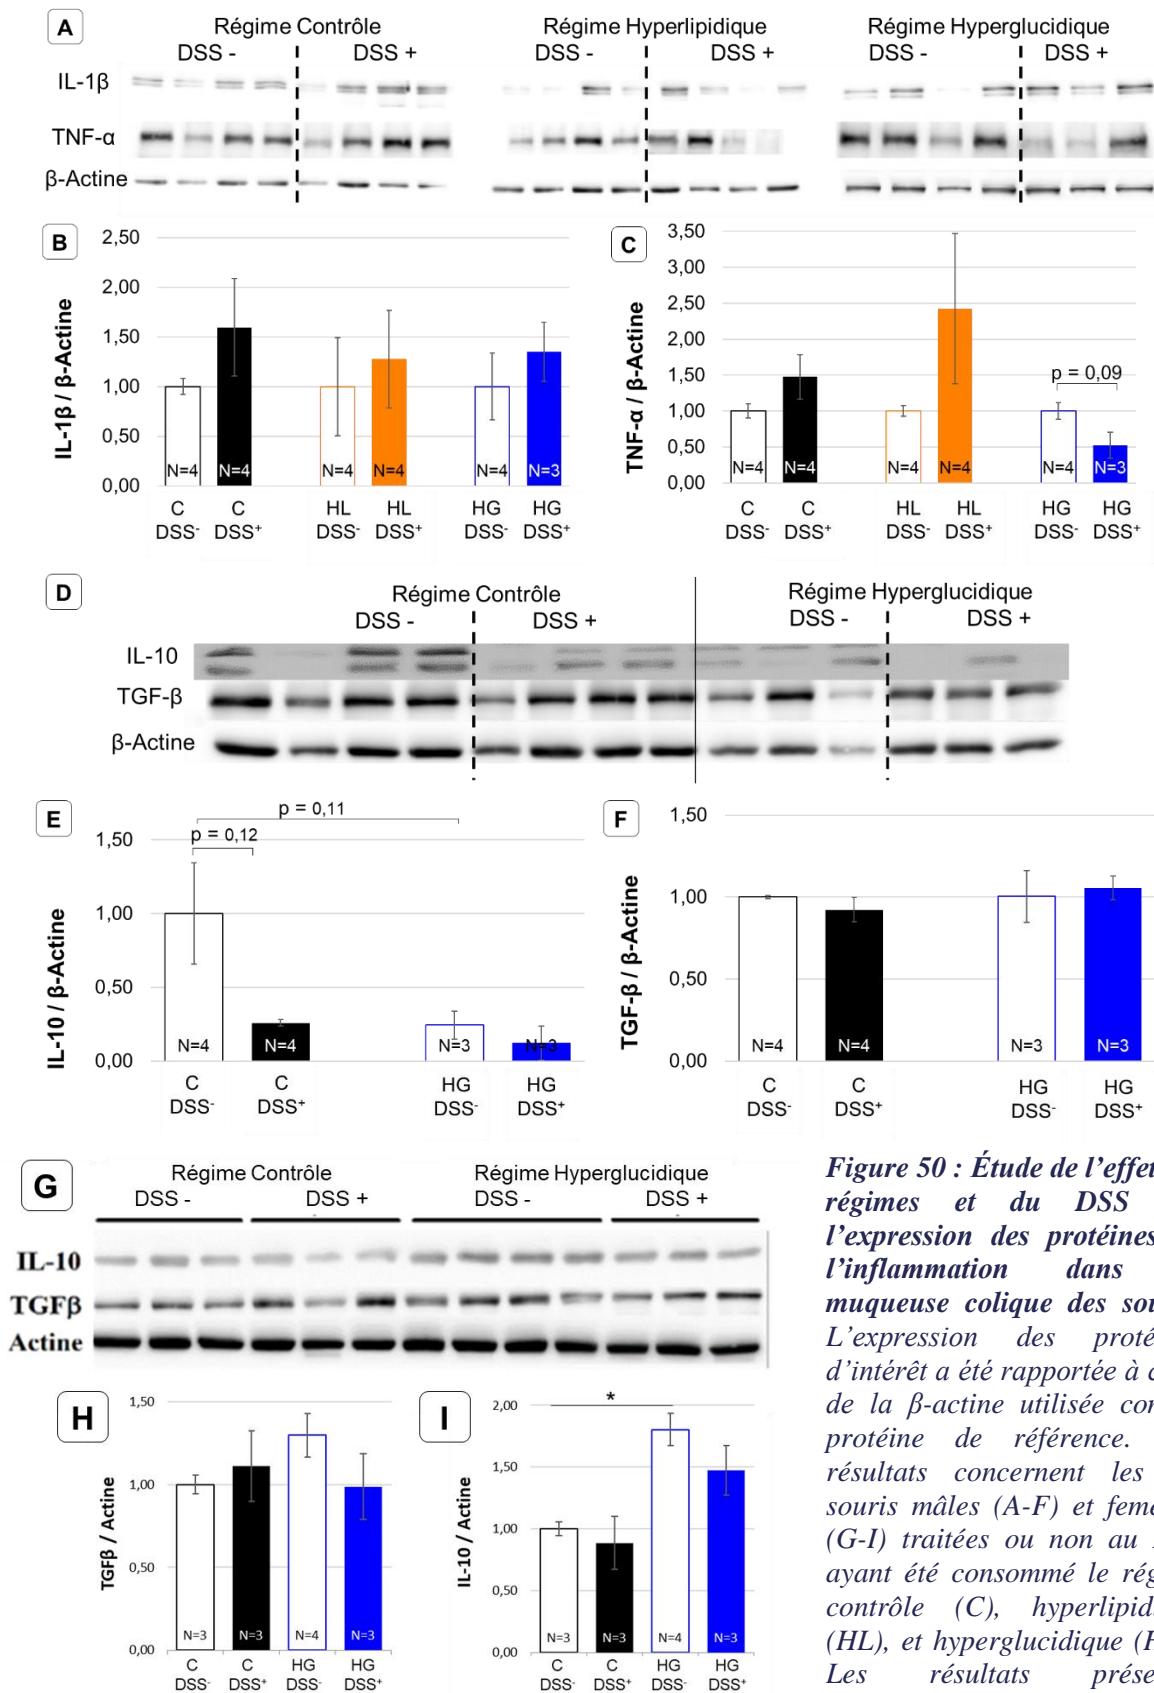 A
Régime Contrôle Régime Hyperlipidique Régime Hyperglucidique
DSS - DSS + DSS - DSS + DSS - DSS +
IL-1β
TNF-α
β-Actine
B
IL-1β / β-Actine
2,50
2,00
1,50
1,00
0,50
0,00
N=4 N=4 N=4 N=4 N=4 N=3
C C HL HL HG HG
DSS- DSS+ DSS- DSS+ DSS- DSS+
C
TNF-α / β-Actine
3,50
3,00
2,50
2,00
1,50
1,00
0,50
0,00
p = 0,09
N=4 N=4 N=4 N=4 N=4 N=3
C C HL HL HG HG
DSS- DSS+ DSS- DSS+ DSS- DSS+
D
Régime Contrôle Régime Hyperglucidique
DSS - DSS + DSS - DSS +
IL-10
TGF-β
β-Actine
E
IL-10 / β-Actine
p = 0,11
p = 0,12
1,50
1,00
0,50
0,00
N=4 N=4 N=3 N=3
C C HG HG
DSS- DSS+ DSS- DSS+
F
TGF-β / β-Actine
1,50
1,00
0,50
0,00
N=4 N=4 N=3 N=3
C C HG HG
DSS- DSS+ DSS- DSS+
G
Régime Contrôle Régime Hyperglucidique
DSS - DSS + DSS - DSS +
IL-10
TGFβ
Actine
H
TGFβ / Actine
1,50
1,00
0,50
0,00
N=3 N=3 N=4 N=3
C C HG HG
DSS- DSS+ DSS- DSS+
I
IL-10 / Actine
*
2,00
1,50
1,00
0,50
0,00
N=3 N=3 N=4 N=3
C C HG HG
DSS- DSS+ DSS- DSS+
Figure 50 : Étude de l'effet
régimes et du DSS
l'expression des protéines
l'inflammation dans
muqueuse colique des
L'expression des
d'intérêt a été rapportée à
de la β-actine utilisée
protéine de référence.
résultats concernent les
souris mâles (A-F) et
(G-I) traitées ou non au
ayant été consommé le
contrôle (C),
(HL), et hyperglucidique
Les résultats